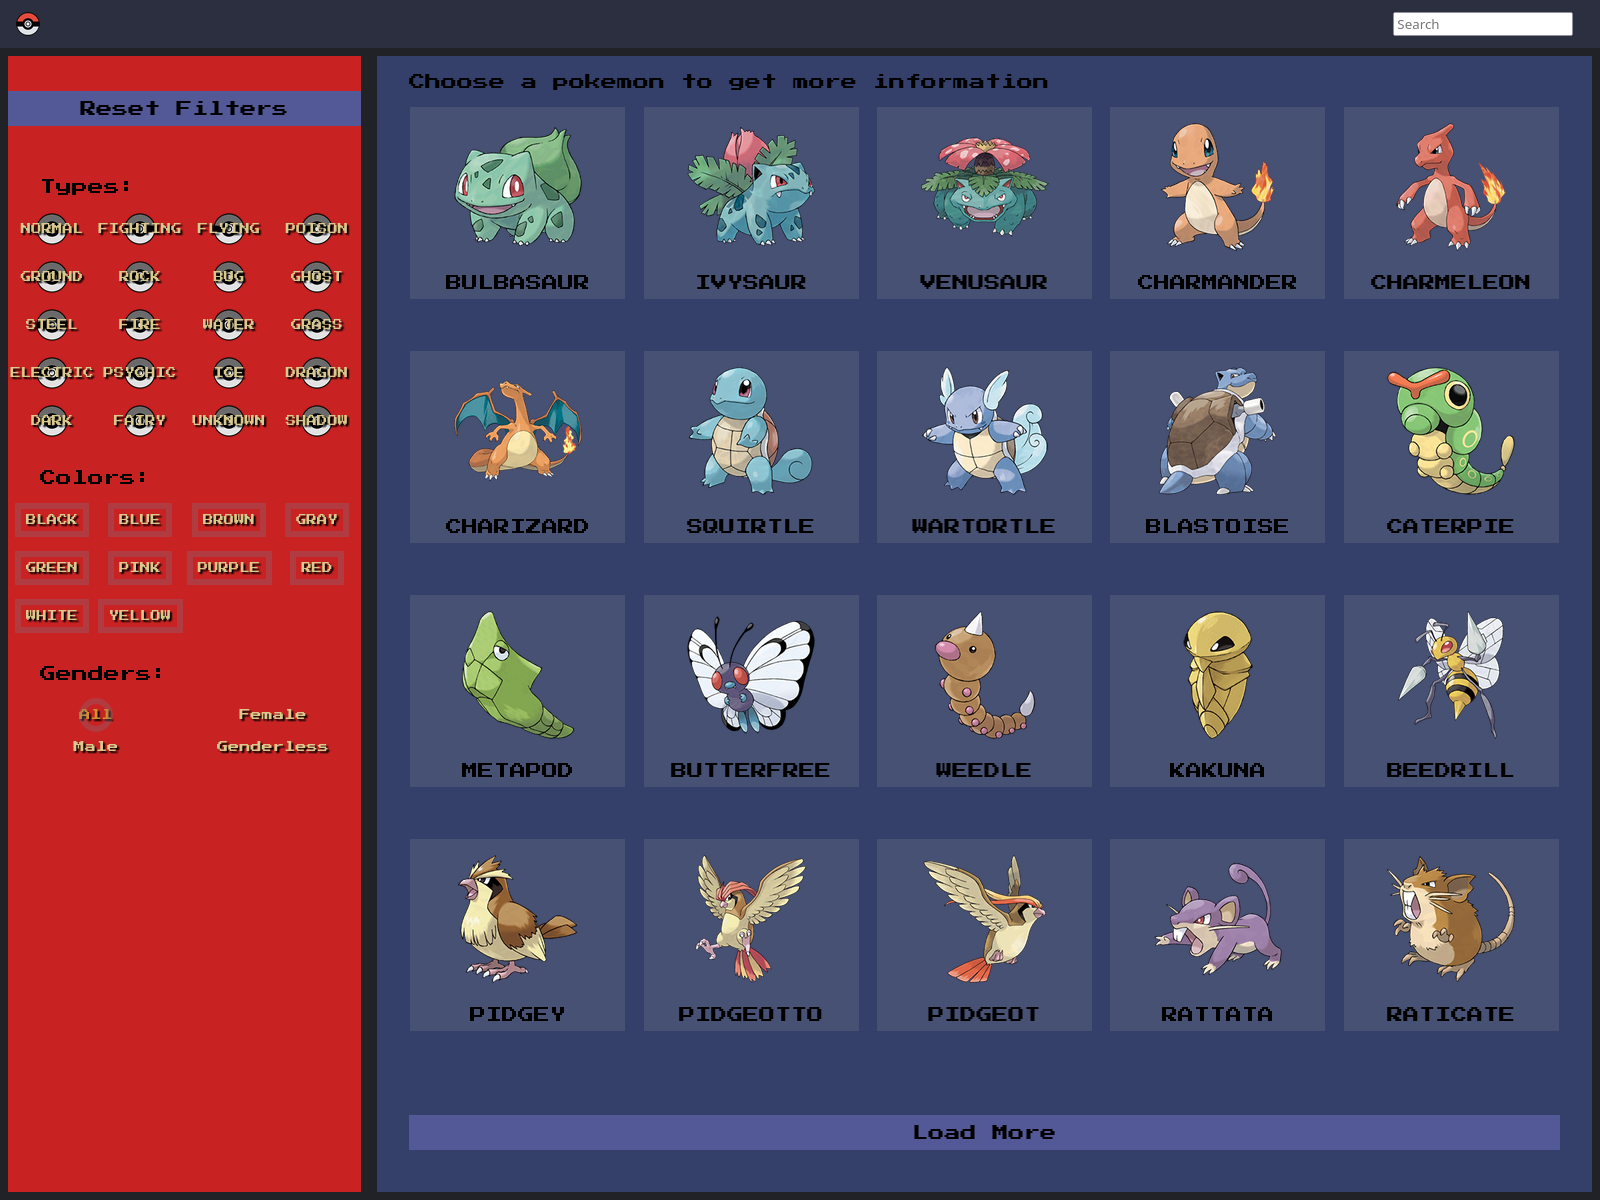 Search
Reset Filters
Choose a pokemon to get more information
Types:
NORMAL FIGHTING FLYING POISON
GROUND ROCK BUG GHOST
STEEL FIRE WATER GRASS
ELECTRIC PSYCHIC ICE DRAGON
DARK FAIRY UNKNOWN SHADOW
Colors:
BLACK BLUE BROWN GRAY
GREEN PINK PURPLE RED
WHITE YELLOW
Genders:
All Female
Male Genderless
BULBASAUR IVYSAUR VENUSAUR CHARMANDER CHARMELEON
CHARIZARD SQUIRTLE WARTORTLE BLASTOISE CATERPIE
METAPOD BUTTERFREE WEEDLE KAKUNA BEEDRILL
PIDGEY PIDGEOTTO PIDGEOT RATTATA RATICATE
Load More